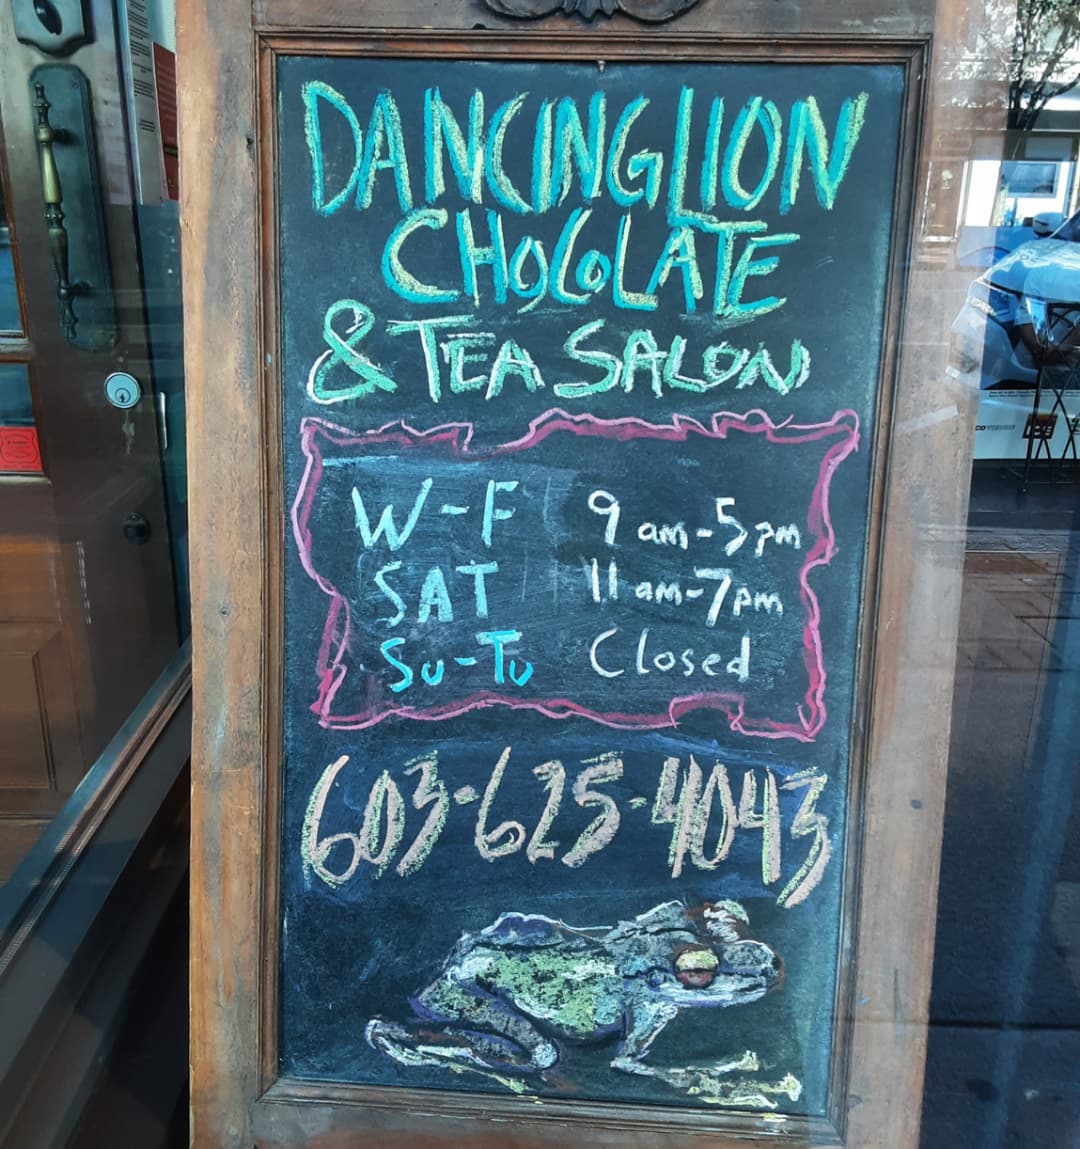 DANCING LION
CHOCOLATE
& TEA SALON
W-F 9 am-5pm
SAT 11 am-7pm
Su-Tu Closed
603-625-4043